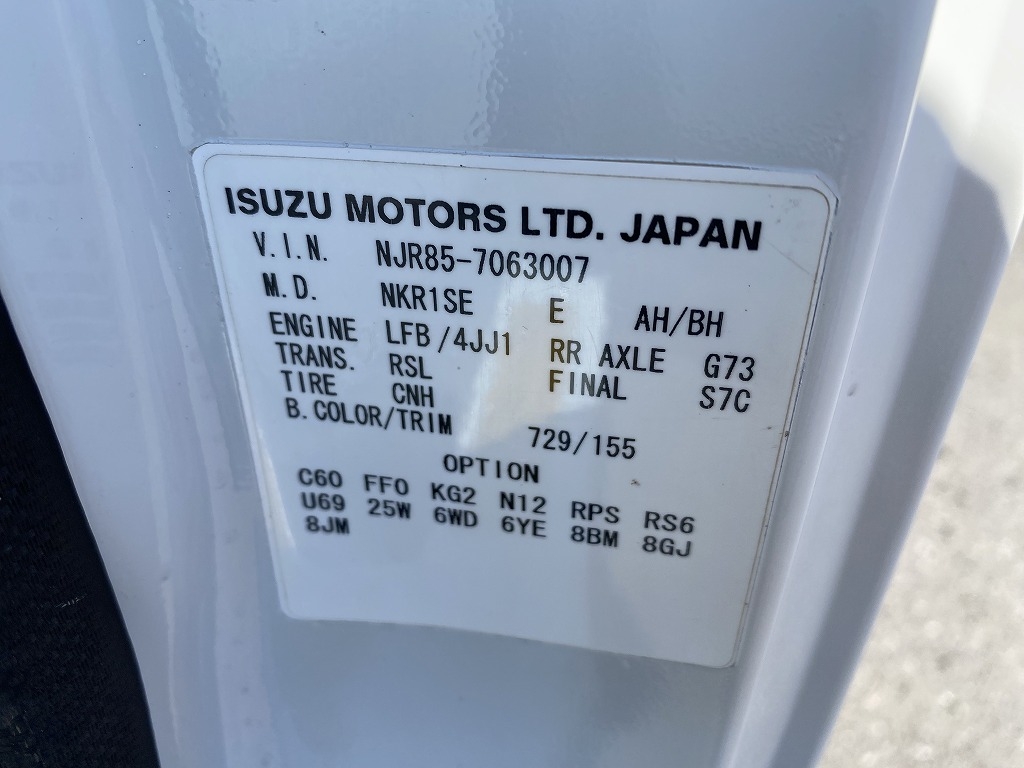 ISUZU MOTORS LTD. JAPAN
V.I.N. NJR85-7063007
M.D. NKR1SE E AH/BH
ENGINE LFB/4JJ1 RR AXLE G73
TRANS. RSL FINAL S7C
TIRE CNH
B.COLOR/TRIM 729/155
OPTION
C60 FF0 KG2 N12 RPS RS6
U69 25W 6WD 6YE 8BM 8GJ
8JM